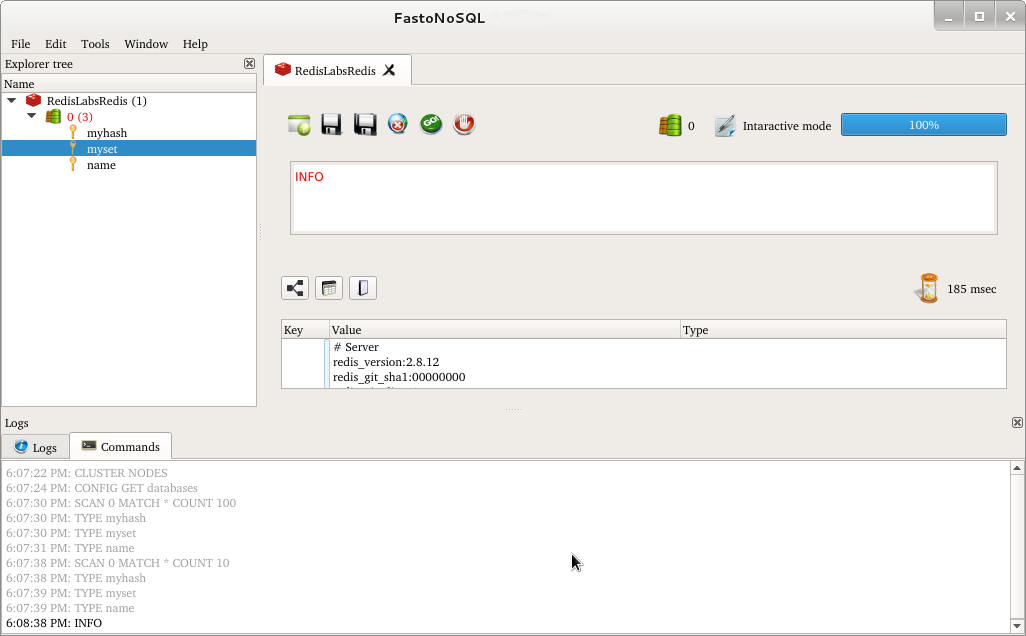 FastoNoSQL
File Edit Tools Window Help
Explorer tree
Name
RedisLabsRedis (1)
0 (3)
myhash
myset
name
RedisLabsRedis
GO
0 Intaractive mode 100%
INFO
185 msec
Key Value Type
# Server
redis_version:2.8.12
redis_git_sha1:00000000
Logs
Logs Commands
6:07:22 PM: CLUSTER NODES
6:07:24 PM: CONFIG GET databases
6:07:30 PM: SCAN 0 MATCH * COUNT 100
6:07:30 PM: TYPE myhash
6:07:30 PM: TYPE myset
6:07:31 PM: TYPE name
6:07:38 PM: SCAN 0 MATCH * COUNT 10
6:07:38 PM: TYPE myhash
6:07:39 PM: TYPE myset
6:07:39 PM: TYPE name
6:08:38 PM: INFO